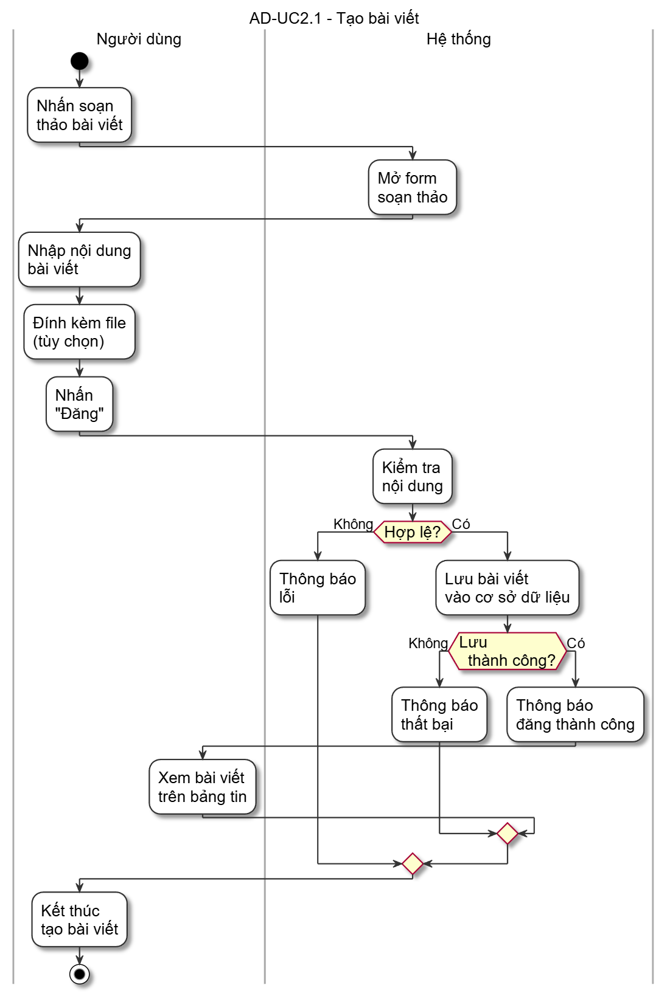 AD-UC2.1 - Tạo bài viết
Người dùng
Hệ thống
Nhấn soạn
thảo bài viết
Mở form
soạn thảo
Nhập nội dung
bài viết
Đính kèm file
(tùy chọn)
Nhấn
"Đăng"
Kiểm tra
nội dung
Không
Hợp lệ?
Có
Thông báo
lỗi
Lưu bài viết
vào cơ sở dữ liệu
Không
Lưu
thành công?
Có
Thông báo
thất bại
Thông báo
đăng thành công
Xem bài viết
trên bảng tin
Kết thúc
tạo bài viết